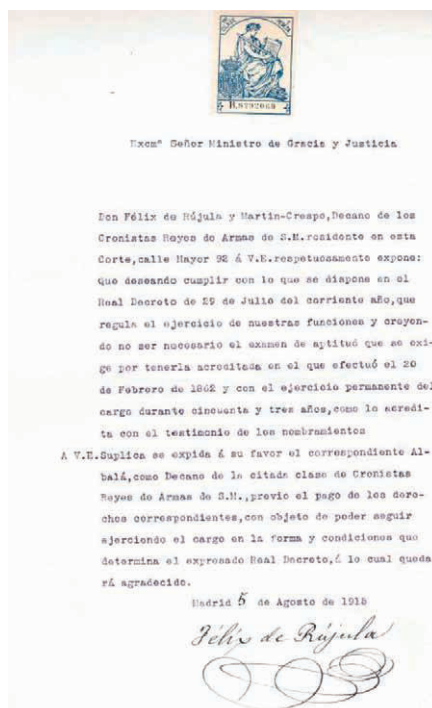 Excmº Señor Ministro de Gracia y Justicia
Don Félix de Rújula y Martin-Crespo,Decano de los
Cronistas Reyes de Armas de S.M.residente en esta
Corte,calle Mayor 92 á V.E.respetuosamente expone:
Que deseando cumplir con lo que se dispone en el
Real Decreto de 29 de Julio del corriente año,que
regula el ejercicio de nuestras funciones y creyen-
do no ser necesario el examen de aptitud que se exi-
ge por tenerla acreditada en el que efectuó el 20
de Febrero de 1862 y con el ejercicio permanente del
cargo durante cincuenta y tres años,como lo acredi-
ta con el testimonio de los nombramientos
A V.E.Suplica se expida á su favor el correspondiente Al-
balá,como Decano de la citada clase de Cronistas
Reyes de Armas de S.M.,previo el pago de los dere-
chos correspondientes,con objeto de poder seguir
ejerciendo el cargo en la forma y condiciones que
determina el expresado Real Decreto,á lo cual queda
rá agradecido.
Madrid 5 de Agosto de 1915
Félix de Rújula